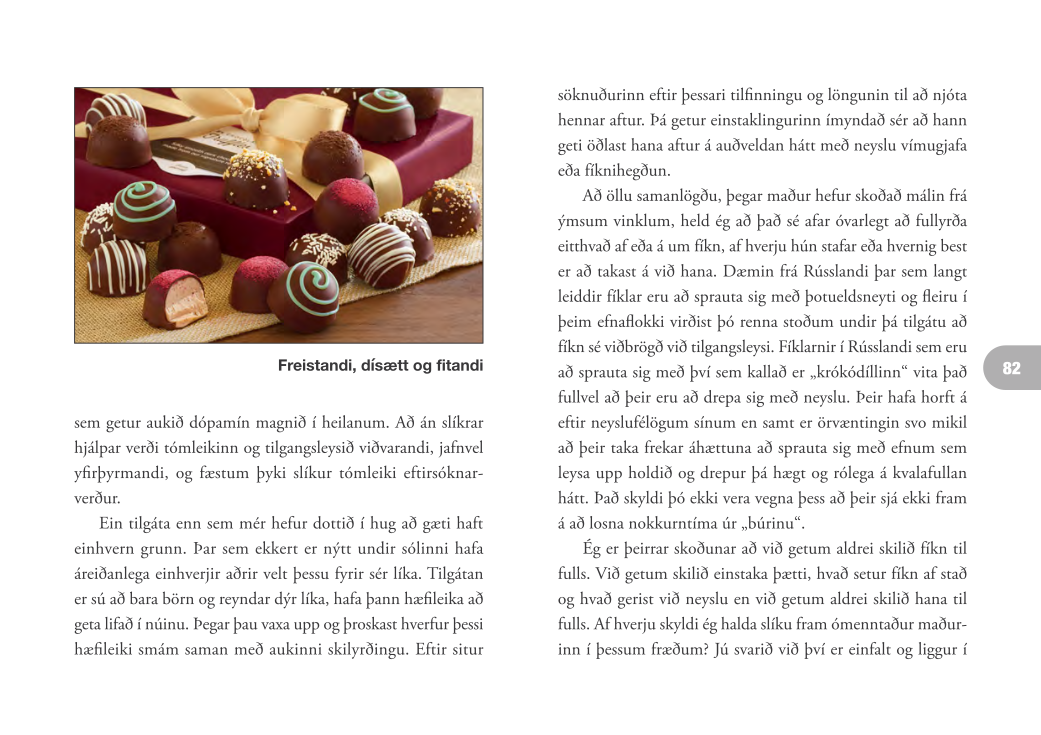 Freistandi, dísætt og fitandi
sem getur aukið dópamín magnið í heilanum. Að án slíkrar
hjálpar verði tómleikinn og tilgangsleysið viðvarandi, jafnvel
yfirþyrmandi, og fæstum þyki slíkur tómleiki eftirsóknar-
verður.
Ein tilgáta enn sem mér hefur dottið í hug að gæti haft
einhvern grunn. Þar sem ekkert er nýtt undir sólinni hafa
áreiðanlega einhverjir aðrir velt þessu fyrir sér líka. Tilgátan
er sú að bara börn og reyndar dýr líka, hafa þann hæfileika að
geta lifað í núinu. Þegar þau vaxa upp og þroskast hverfur þessi
hæfileiki smám saman með aukinni skilyrðingu. Eftir situr
söknuðurinn eftir þessari tilfinningu og löngunin til að njóta
hennar aftur. Þá getur einstaklingurinn ímyndað sér að hann
geti öðlast hana aftur á auðveldan hátt með neyslu vímugjafa
eða fíknihegðun.
Að öllu samanlögðu, þegar maður hefur skoðað málin frá
ýmsum vinklum, held ég að það sé afar óvarlegt að fullyrða
eitthvað af eða á um fíkn, af hverju hún stafar eða hvernig best
er að takast á við hana. Dæmin frá Rússlandi þar sem langt
leiddir fíklar eru að sprauta sig með þotueldsneyti og fleiru í
þeim efnaflokki virðist þó renna stoðum undir þá tilgátu að
fíkn sé viðbrögð við tilgangsleysi. Fíklarnir í Rússlandi sem eru
að sprauta sig með því sem kallað er „krókódíllinn“ vita það
fullvel að þeir eru að drepa sig með neyslu. Þeir hafa horft á
eftir neyslufélögum sínum en samt er örvæntingin svo mikil
að þeir taka frekar áhættuna að sprauta sig með efnum sem
leysa upp holdið og drepur þá hægt og rólega á kvalafullan
hátt. Það skyldi þó ekki vera vegna þess að þeir sjá ekki fram
á að losna nokkurntíma úr „búrinu“.
Ég er þeirrar skoðunar að við getum aldrei skilið fíkn til
fulls. Við getum skilið einstaka þætti, hvað setur fíkn af stað
og hvað gerist við neyslu en við getum aldrei skilið hana til
fulls. Af hverju skyldi ég halda slíku fram ómenntaður maður-
inn í þessum fræðum? Jú svarið við því er einfalt og liggur í
82